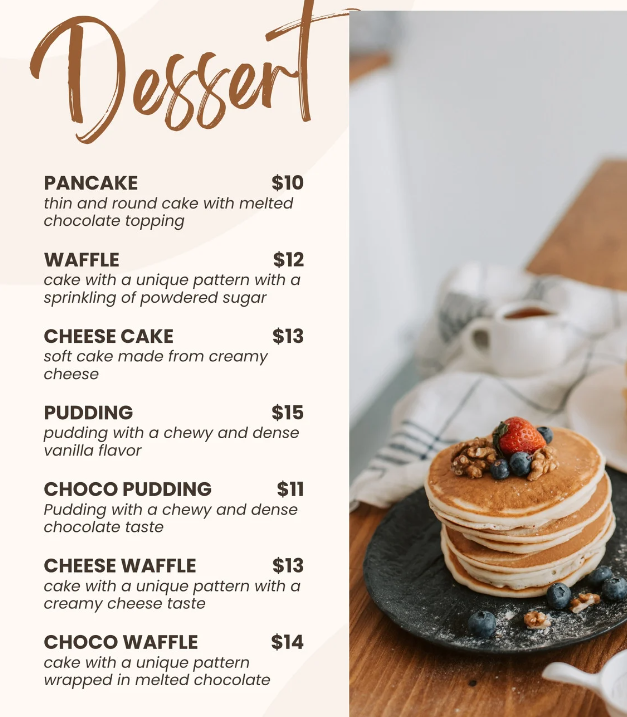 Dessert
PANCAKE $10
thin and round cake with melted
chocolate topping
WAFFLE $12
cake with a unique pattern with a
sprinkling of powdered sugar
CHEESE CAKE $13
soft cake made from creamy
cheese
PUDDING $15
pudding with a chewy and dense
vanilla flavor
CHOCO PUDDING $11
Pudding with a chewy and dense
chocolate taste
CHEESE WAFFLE $13
cake with a unique pattern with a
creamy cheese taste
CHOCO WAFFLE $14
cake with a unique pattern
wrapped in melted chocolate